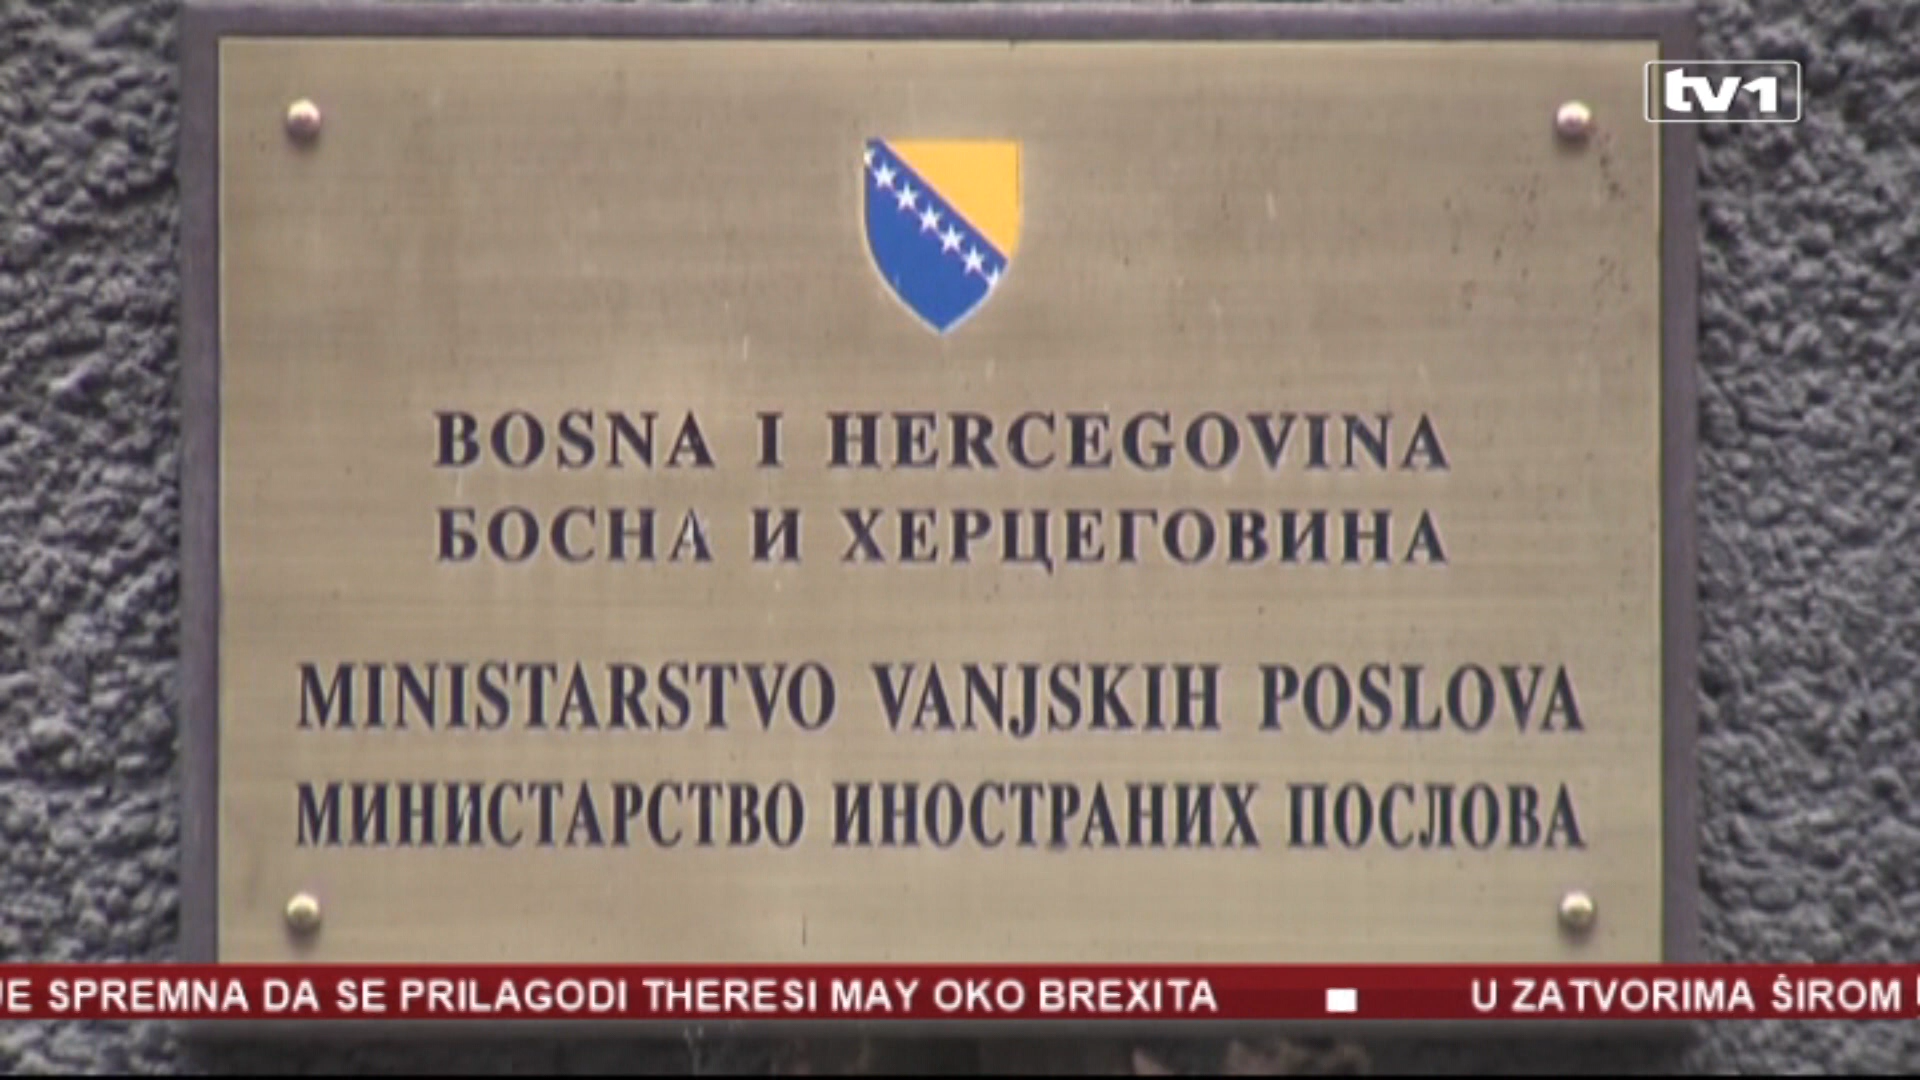 tv1
BOSNA I HERCEGOVINA
БОСНА И ХЕРЦЕГОВИНА
MINISTARSTVO VANJSKIH POSLOVA
МИНИСТАРСТВО ИНОСТРАНИХ ПОСЛОВА
JE SPREMNA DA SE PRILAGODI THERESI MAY OKO BREXITA ■ U ZATVORIMA ŠIROM